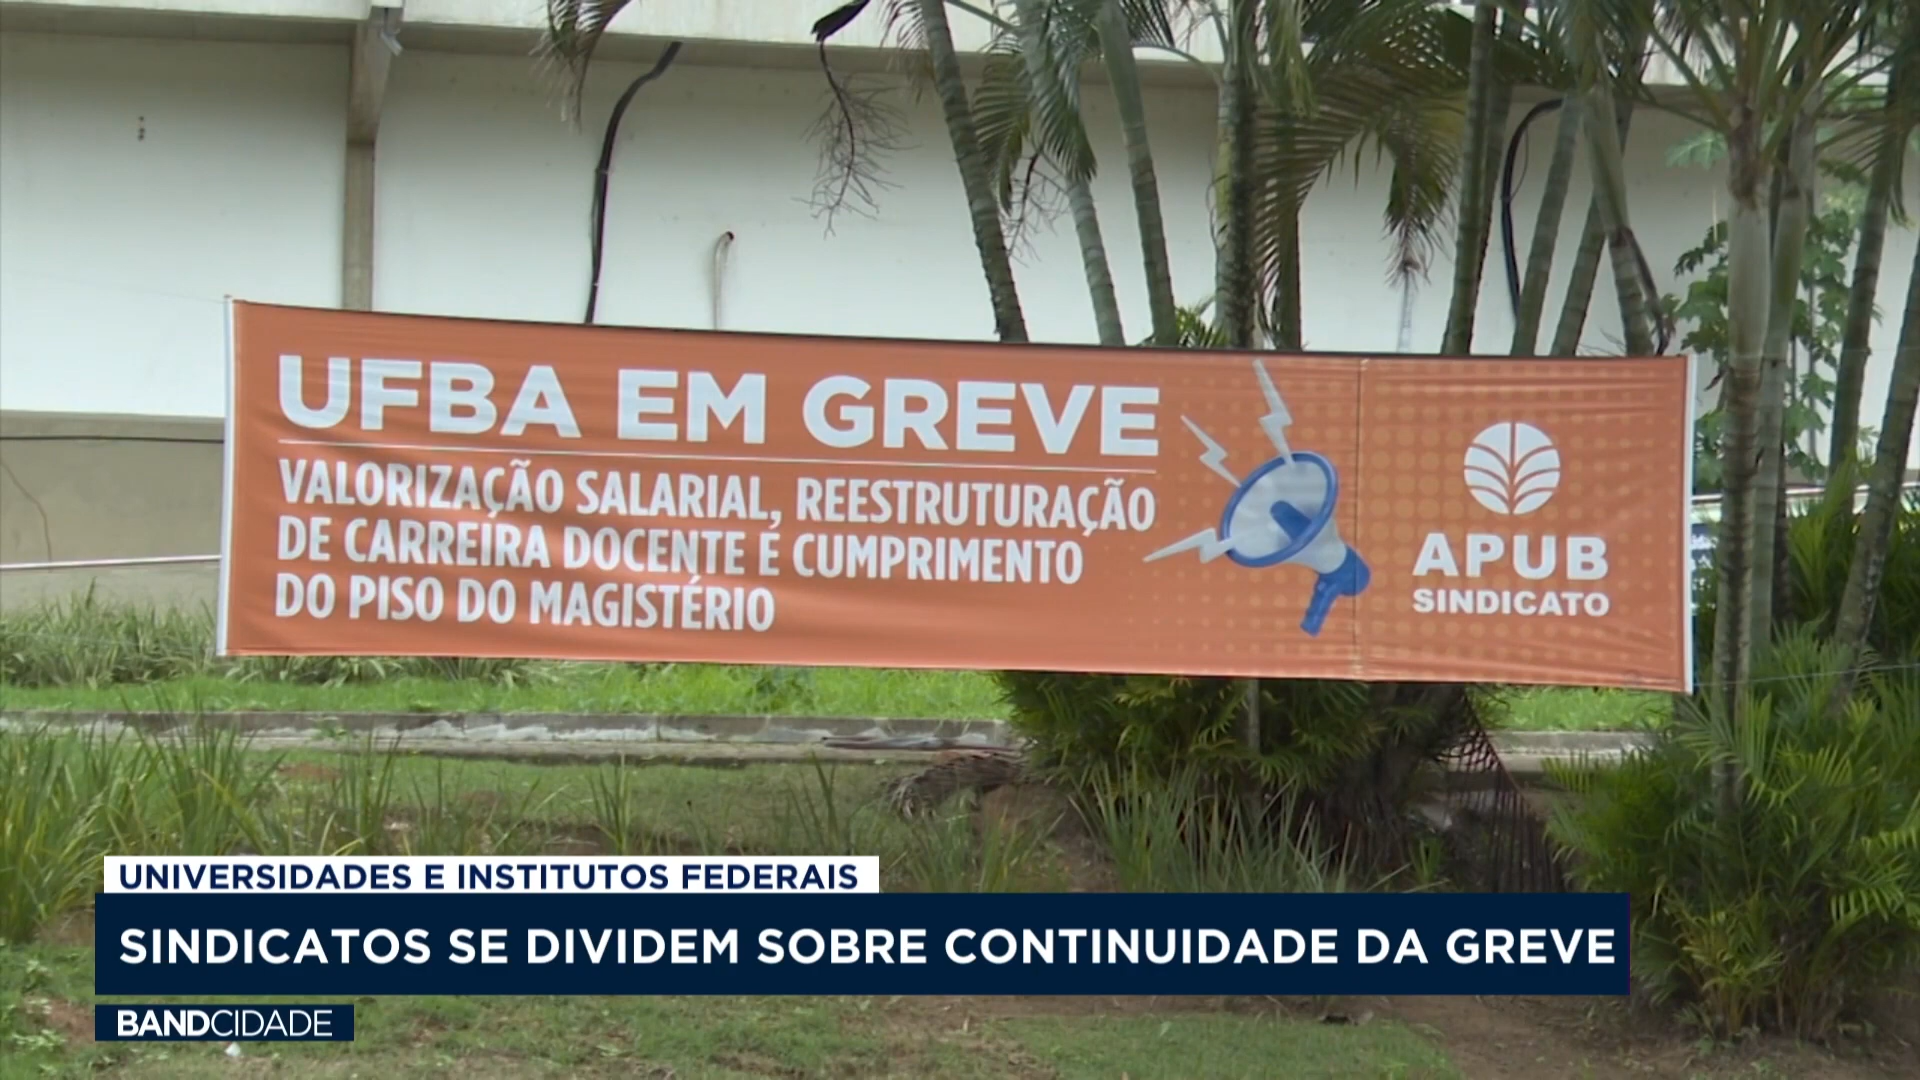 UFBA EM GREVE
VALORIZAÇÃO SALARIAL, REESTRUTURAÇÃO
DE CARREIRA DOCENTE E CUMPRIMENTO
DO PISO DO MAGISTÉRIO
APUB
SINDICATO
UNIVERSIDADES E INSTITUTOS FEDERAIS
SINDICATOS SE DIVIDEM SOBRE CONTINUIDADE DA GREVE
BANDCIDADE